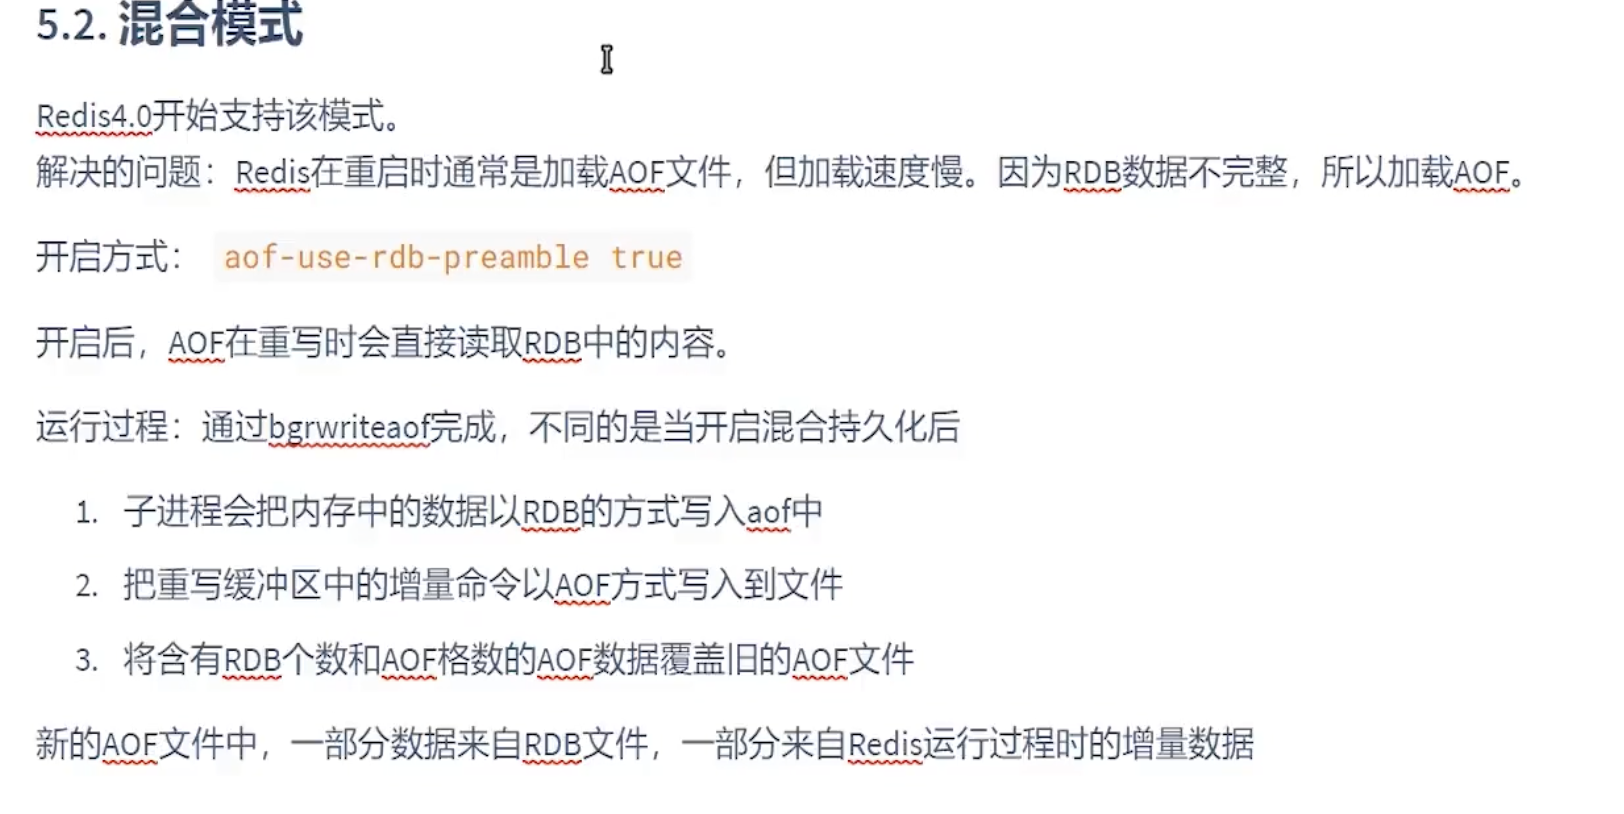 5.2. 混合模式
Redis4.0开始支持该模式。
解决的问题：Redis在重启时通常是加载AOF文件，但加载速度慢。因为RDB数据不完整，所以加载AOF。
开启方式： aof-use-rdb-preamble true
开启后，AOF在重写时会直接读取RDB中的内容。
运行过程：通过bgrwriteaof完成，不同的是当开启混合持久化后
1. 子进程会把内存中的数据以RDB的方式写入aof中
2. 把重写缓冲区中的增量命令以AOF方式写入到文件
3. 将含有RDB个数和AOF格数的AOF数据覆盖旧的AOF文件
新的AOF文件中，一部分数据来自RDB文件，一部分来自Redis运行过程时的增量数据